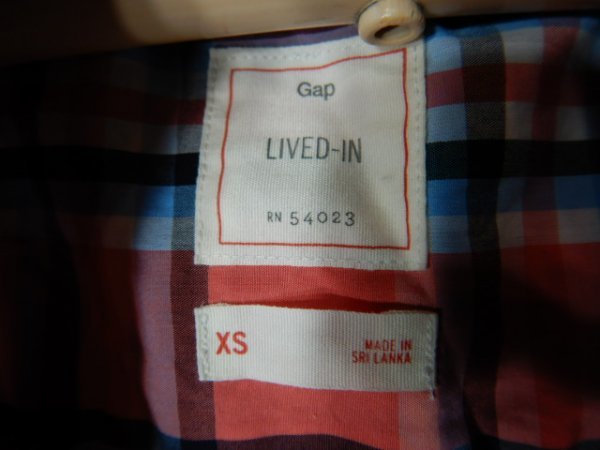 Gap
LIVED-IN
RN 54023
XS
MADE IN
SRI LANKA